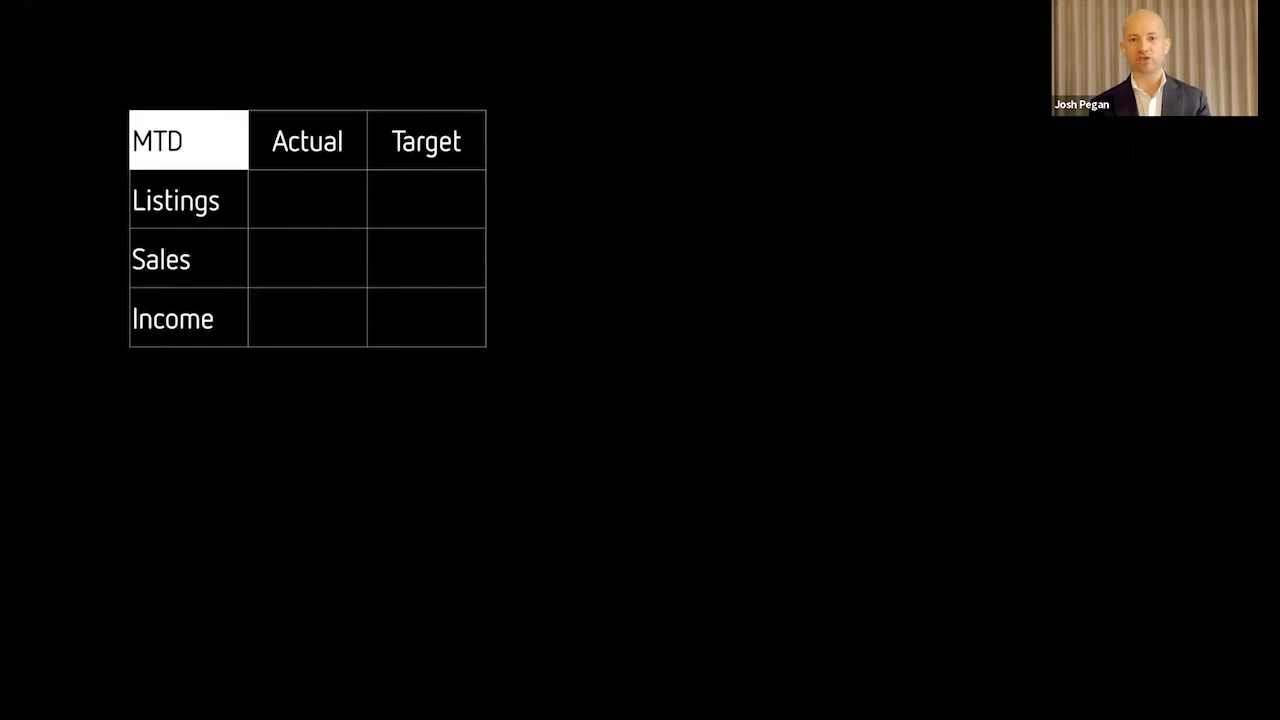 MTD Actual Target
Listings
Sales
Income
Josh Pegan